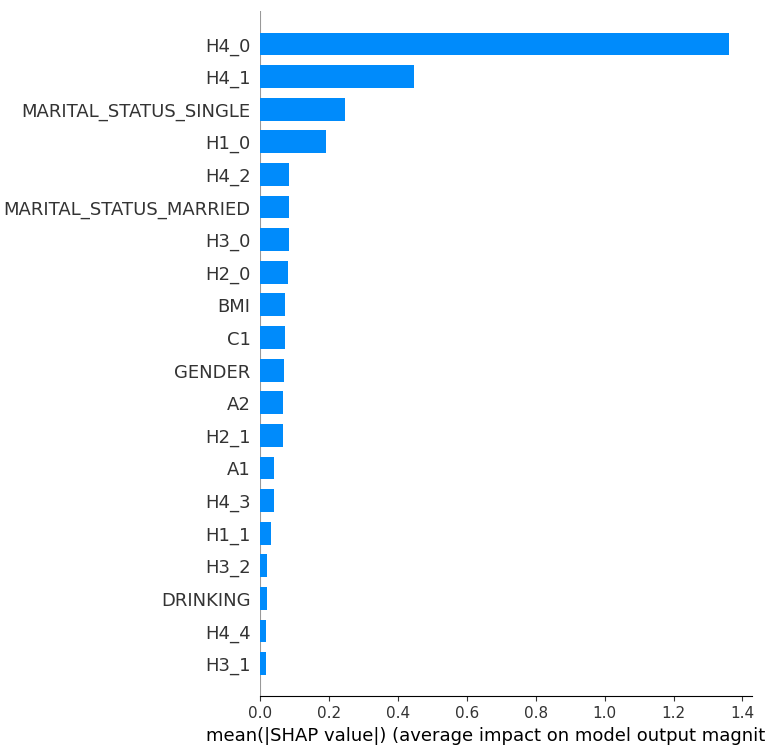 H4_0
H4_1
MARITAL_STATUS_SINGLE
H1_0
H4_2
MARITAL_STATUS_MARRIED
H3_0
H2_0
BMI
C1
GENDER
A2
H2_1
A1
H4_3
H1_1
H3_2
DRINKING
H4_4
H3_1
0.0 0.2 0.4 0.6 0.8 1.0 1.2 1.4
mean(|SHAP value|) (average impact on model output magnit